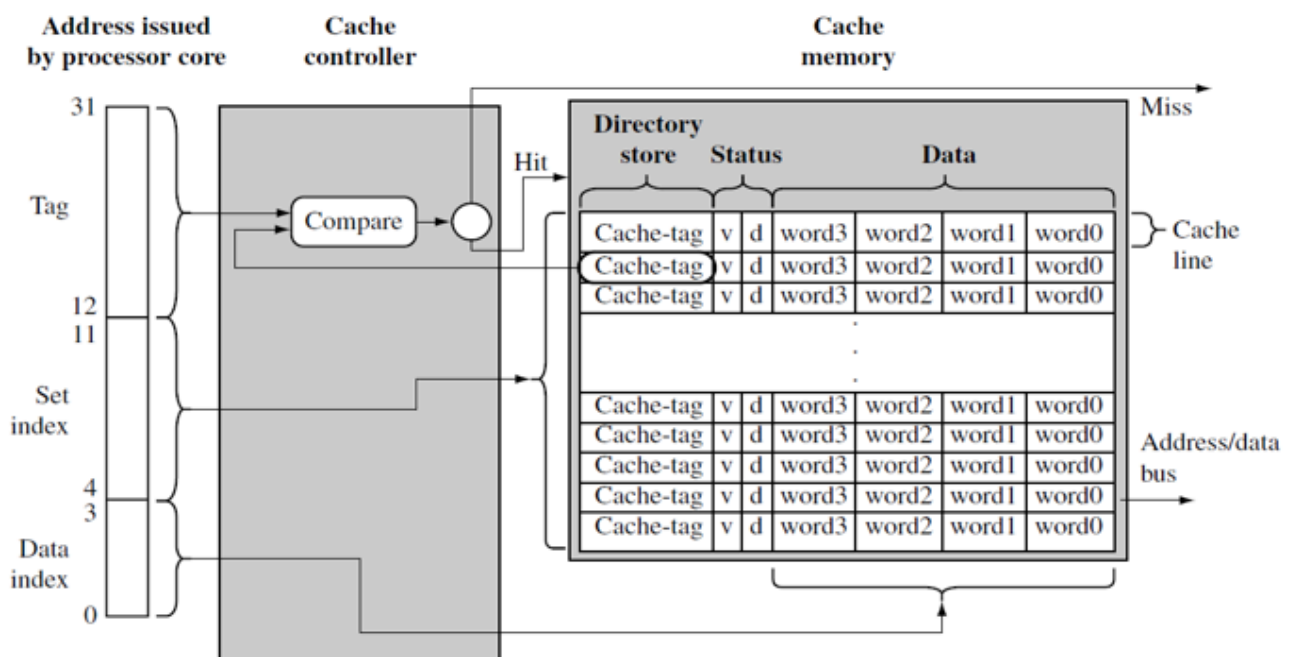 Address issued
by processor core
Cache
controller
Cache
memory
31
Miss
Directory
store
Status
Data
Hit
Tag
Compare
Cache-tag v d word3 word2 word1 word0
Cache
line
Cache-tag v d word3 word2 word1 word0
Cache-tag v d word3 word2 word1 word0
12
11
.
.
.
Set
index
Cache-tag v d word3 word2 word1 word0
Cache-tag v d word3 word2 word1 word0
Cache-tag v d word3 word2 word1 word0
Cache-tag v d word3 word2 word1 word0
Cache-tag v d word3 word2 word1 word0
Address/data
bus
4
3
Data
index
0